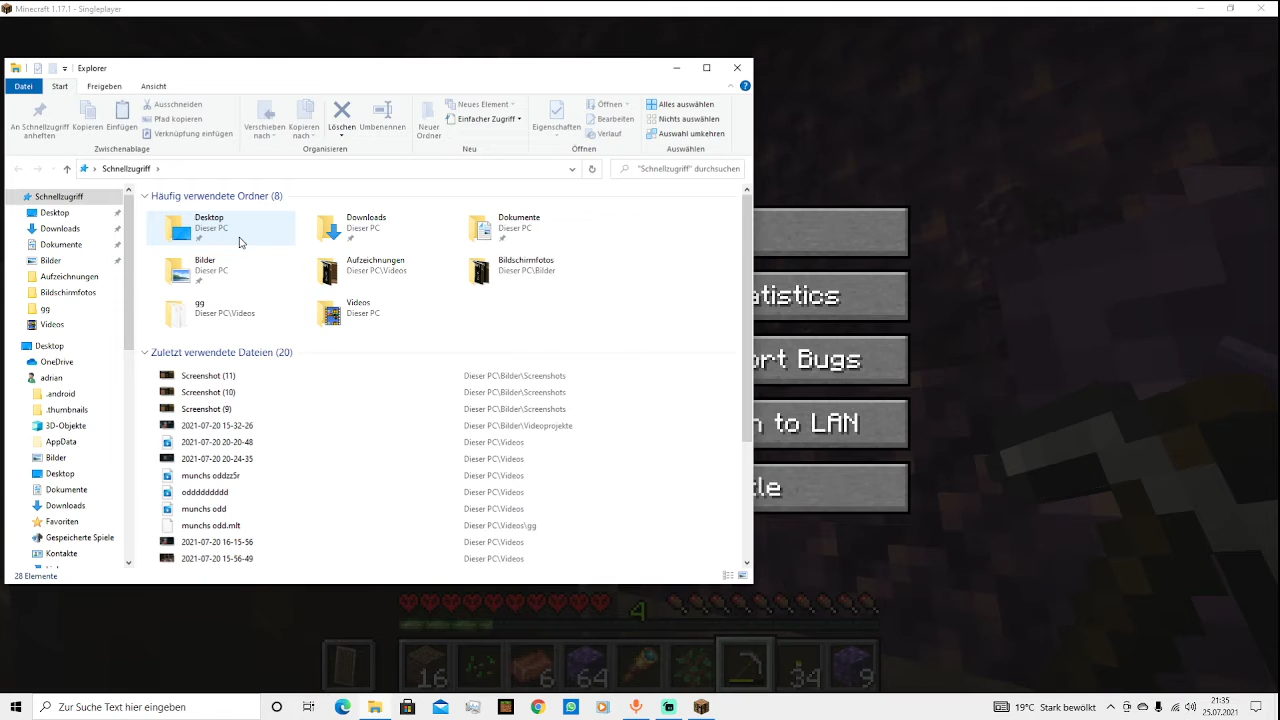 Minecraft 1.17.1 - Singleplayer
Explorer
Datei Start Freigeben Ansicht
An Schnellzugriff anheften
Kopieren
Einfügen
Ausschneiden
Pfad kopieren
Verknüpfung einfügen
Zwischenablage
Verschieben nach
Kopieren nach
Löschen
Umbenennen
Organisieren
Neuer Ordner
Neues Element
Einfacher Zugriff
Neu
Eigenschaften
Öffnen
Bearbeiten
Verlauf
Öffnen
Alles auswählen
Nichts auswählen
Auswahl umkehren
Auswählen
Schnellzugriff
"Schnellzugriff" durchsuchen
Schnellzugriff
Desktop
Downloads
Dokumente
Bilder
Aufzeichnungen
Bildschirmfotos
gg
Videos
Desktop
OneDrive
adrian
.android
.thumbnails
3D-Objekte
AppData
Bilder
Desktop
Dokumente
Downloads
Favoriten
Gespeicherte Spiele
Kontakte
Häufig verwendete Ordner (8)
Desktop
Dieser PC
Downloads
Dieser PC
Dokumente
Dieser PC
Bilder
Dieser PC
Aufzeichnungen
Dieser PC\Videos
Bildschirmfotos
Dieser PC\Bilder
gg
Dieser PC\Videos
Videos
Dieser PC
Zuletzt verwendete Dateien (20)
Screenshot (11) Dieser PC\Bilder\Screenshots
Screenshot (10) Dieser PC\Bilder\Screenshots
Screenshot (9) Dieser PC\Bilder\Screenshots
2021-07-20 15-32-26 Dieser PC\Bilder\Videoprojekte
2021-07-20 20-20-48 Dieser PC\Videos
2021-07-20 20-24-35 Dieser PC\Videos
munchs oddzz5r Dieser PC\Videos
oddddddddd Dieser PC\Videos
munchs odd Dieser PC\Videos
munchs odd.mlt Dieser PC\Videos\gg
2021-07-20 16-15-56 Dieser PC\Videos
2021-07-20 15-56-49 Dieser PC\Videos
28 Elemente
atistics
ort Bugs
n to LAN
tle
4
16 6 64 34 9
Zur Suche Text hier eingeben
19°C Stark bewölkt
21:35
25.07.2021